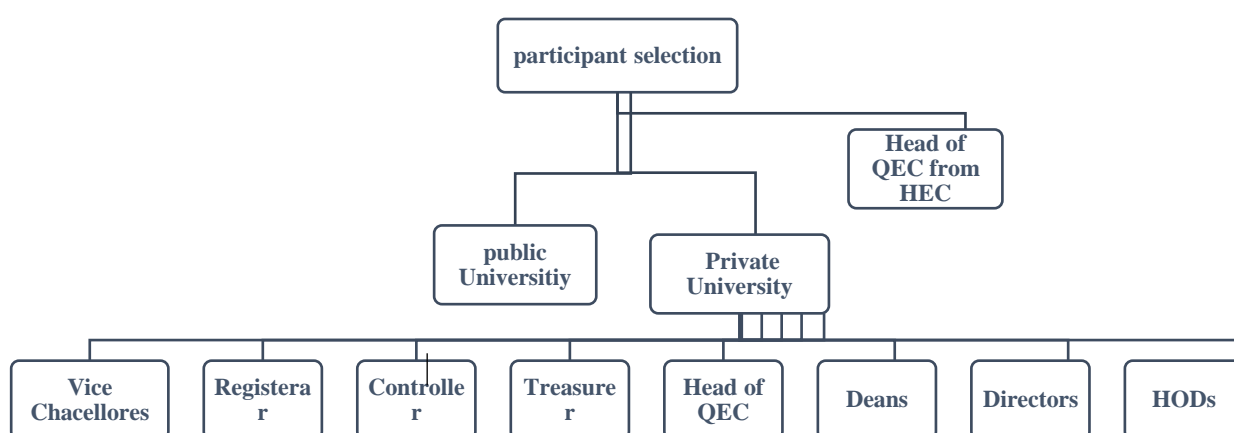 participant selection
Head of
QEC from
HEC
public
Universitiy
Private
University
Vice
Chacellores
Registera
r
Controlle
r
Treasure
r
Head of
QEC
Deans
Directors
HODs